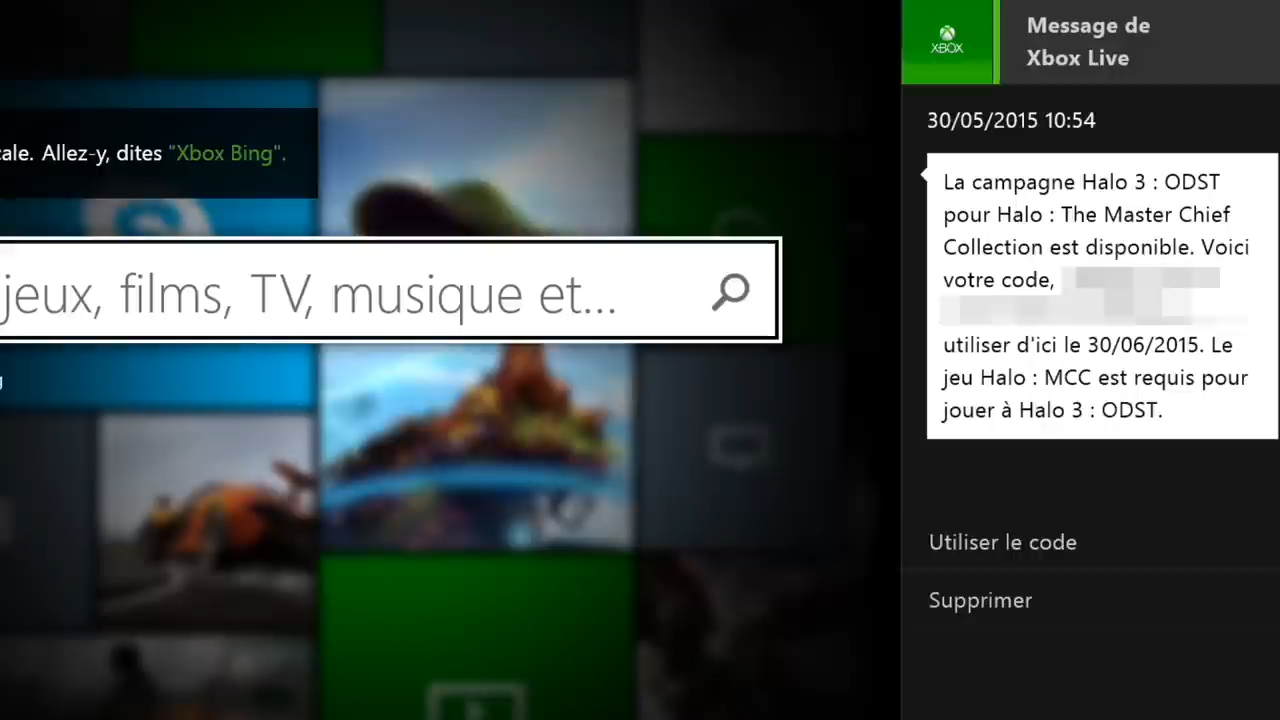 XBOX
Message de
Xbox Live
30/05/2015 10:54
cale. Allez-y, dites "Xbox Bing".
La campagne Halo 3 : ODST
pour Halo : The Master Chief
Collection est disponible. Voici
votre code,
utiliser d'ici le 30/06/2015. Le
jeu Halo : MCC est requis pour
jouer à Halo 3 : ODST.
jeux, films, TV, musique et...
Utiliser le code
Supprimer